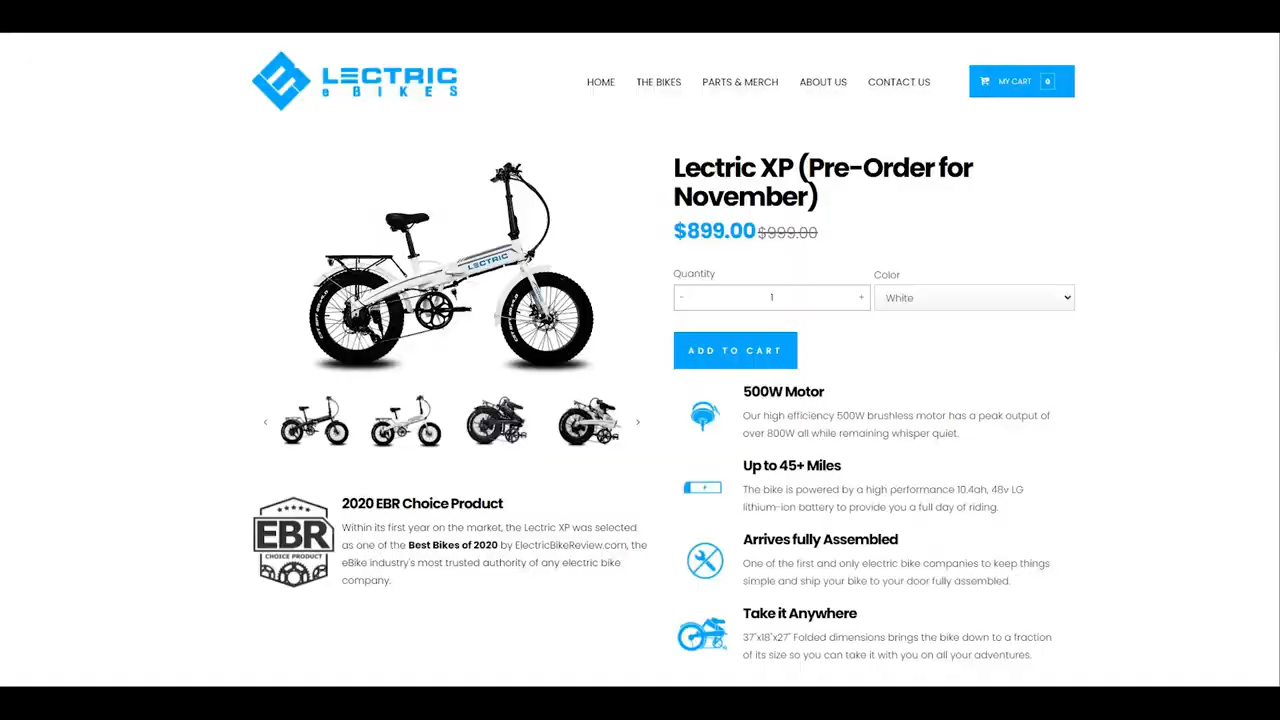 LECTRIC
eBIKES
HOME THE BIKES PARTS & MERCH ABOUT US CONTACT US
MY CART 0
Lectric XP (Pre-Order for
November)
$899.00 $999.00
Quantity
Color
- 1 +
White
ADD TO CART
LECTRIC
500W Motor
Our high efficiency 500W brushless motor has a peak output of
over 800W all while remaining whisper quiet.
Up to 45+ Miles
The bike is powered by a high performance 10.4ah, 48v LG
lithium-ion battery to provide you a full day of riding.
Arrives fully Assembled
One of the first and only electric bike companies to keep things
simple and ship your bike to your door fully assembled.
Take it Anywhere
37"x18"x27" Folded dimensions brings the bike down to a fraction
of its size so you can take it with you on all your adventures.
EBR
CHOICE PRODUCT
2020 EBR Choice Product
Within its first year on the market, the Lectric XP was selected
as one of the Best Bikes of 2020 by ElectricBikeReview.com, the
eBike industry's most trusted authority of any electric bike
company.